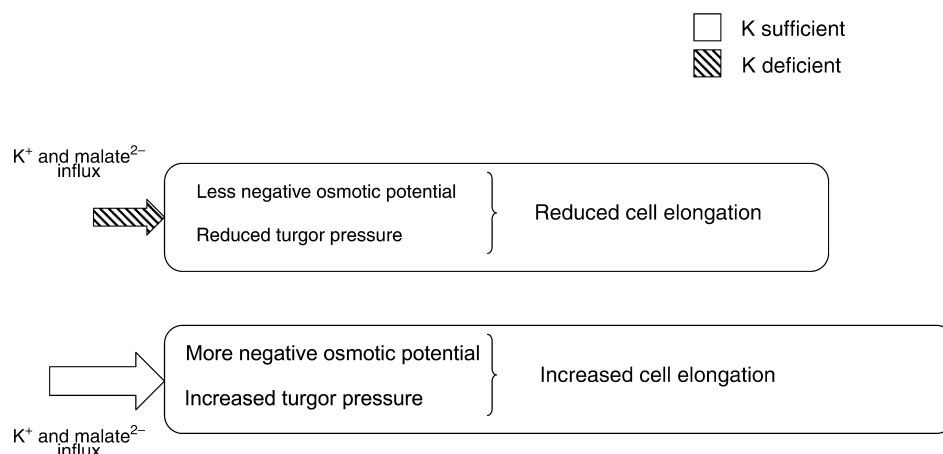 K sufficient
K deficient
K⁺ and malate²⁻
influx
Less negative osmotic potential
Reduced turgor pressure
Reduced cell elongation
More negative osmotic potential
Increased turgor pressure
Increased cell elongation
K⁺ and malate²⁻
influx